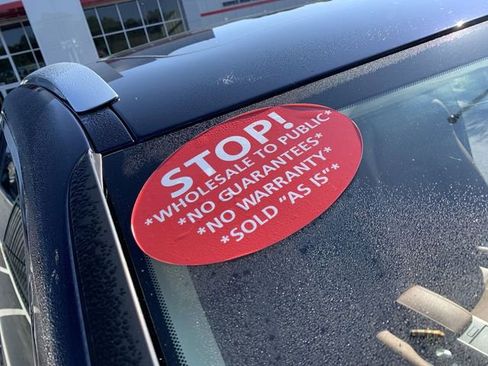 STOP!
*WHOLESALE TO PUBLIC*
*NO GUARANTEES*
*NO WARRANTY*
*SOLD "AS IS"*